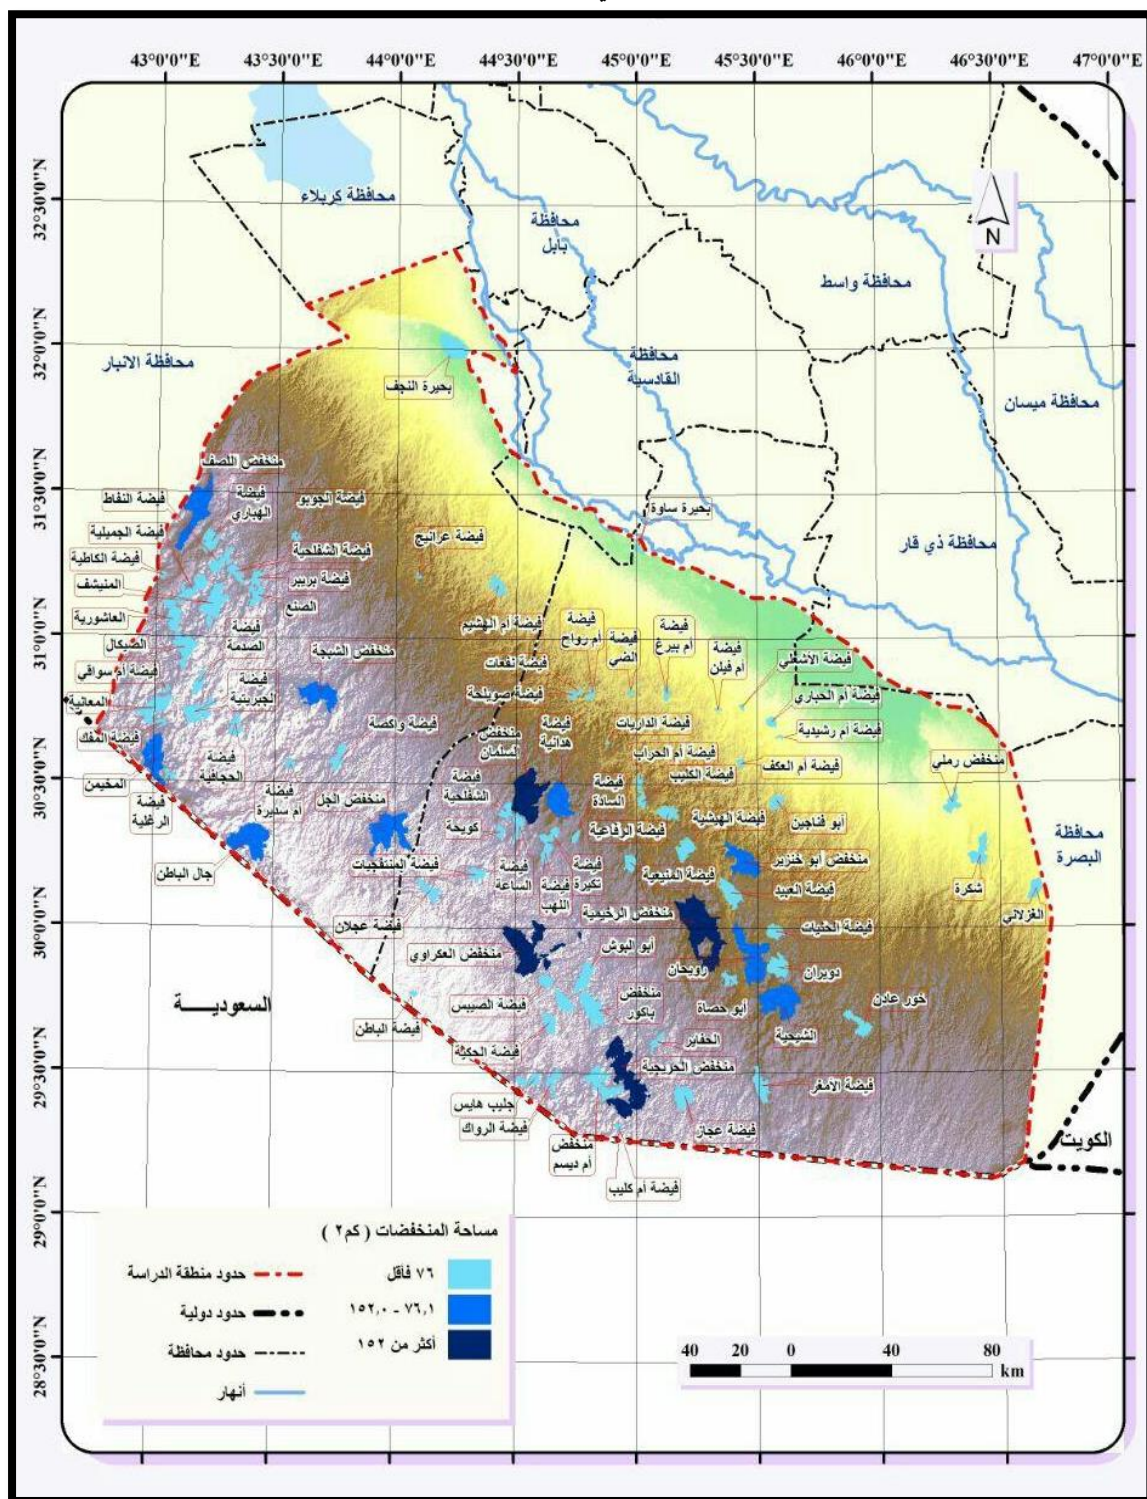 43°0'0"E
43°30'0"E
44°0'0"E
44°30'0"E
45°0'0"E
45°30'0"E
46°0'0"E
46°30'0"E
47°0'0"E
32°30'0"N
32°0'0"N
31°30'0"N
31°0'0"N
30°30'0"N
30°0'0"N
29°30'0"N
29°0'0"N
28°30'0"N
N
محافظة كربلاء
محافظة
بابل
محافظة واسط
محافظة الانبار
محافظة
القادسية
محافظة ميسان
بحيرة النجف
محافظة ذي قار
بحيرة ساوة
محافظة
البصرة
السعوديـــة
الكويت
منخفض اللصف
فيضة النفاط
فيضة
الهباري
فيضة الجوبو
فيضة الجميلية
فيضة عرانيج
فيضة الكاطية
فيضة الشفلحية
المنيشف
فيضة بربير
الصنع
العاشورية
الضيكال
فيضة
الصدمة
منخفض الشبجة
فيضة أم الهشيم
فيضة
أم رواح
فيضة
الضي
فيضة
أم بيرغ
فيضة
أم فيلن
فيضة الأشعلي
فيضة أم سواقي
فيضة
لجبرينية
فيضة نفعات
المعانية
فيضة صويلحة
فيضة أم الحباري
فيضة المفك
فيضة واكصة
منخفض
لسلمان
فيضة
هدانية
فيضة الداريات
فيضة ام رشيدية
فيضة أم الحراب
المخيمن
فيضة
الحجافية
فيضة
الشفلحية
فيضة
السادة
فيضة الكليب
فيضة أم العكف
منخفض رملي
فيضة
الرغلية
فيضة
أم سديرة
منخفض الجل
كويحة
فيضة الرفاعية
فيضة الهبشية
أبو فناجين
جال الباطن
فيضة المنتفجيات
فيضة
الساعة
فيضة
اللهب
فيضة
تكيرة
فيضة المنيعية
منخفض أبو خنزير
فيضة العبيد
شكرة
الغزلاني
فيضة عجلان
منخفض الرخيمية
فيضة الحنيات
منخفض العكراوي
أبو البوش
رويحان
دويران
فيضة الباطن
فيضة الصبيس
منخفض
باكور
أبو حصاة
الشيحية
خور عادن
فيضة الحكنة
الحفاير
منخفض الحريجية
فيضة الأمغر
جليب هايس
فيضة الرواك
منخفض
أم ديسم
فيضة عجاز
فيضة أم كليب
مساحة المنخفضات ( كم٢ )
٧٦ فأقل
٧٦,١ - ١٥٢,٠
أكثر من ١٥٢
حدود منطقة الدراسة
حدود دولية
حدود محافظة
أنهار
40 20 0 40 80
km